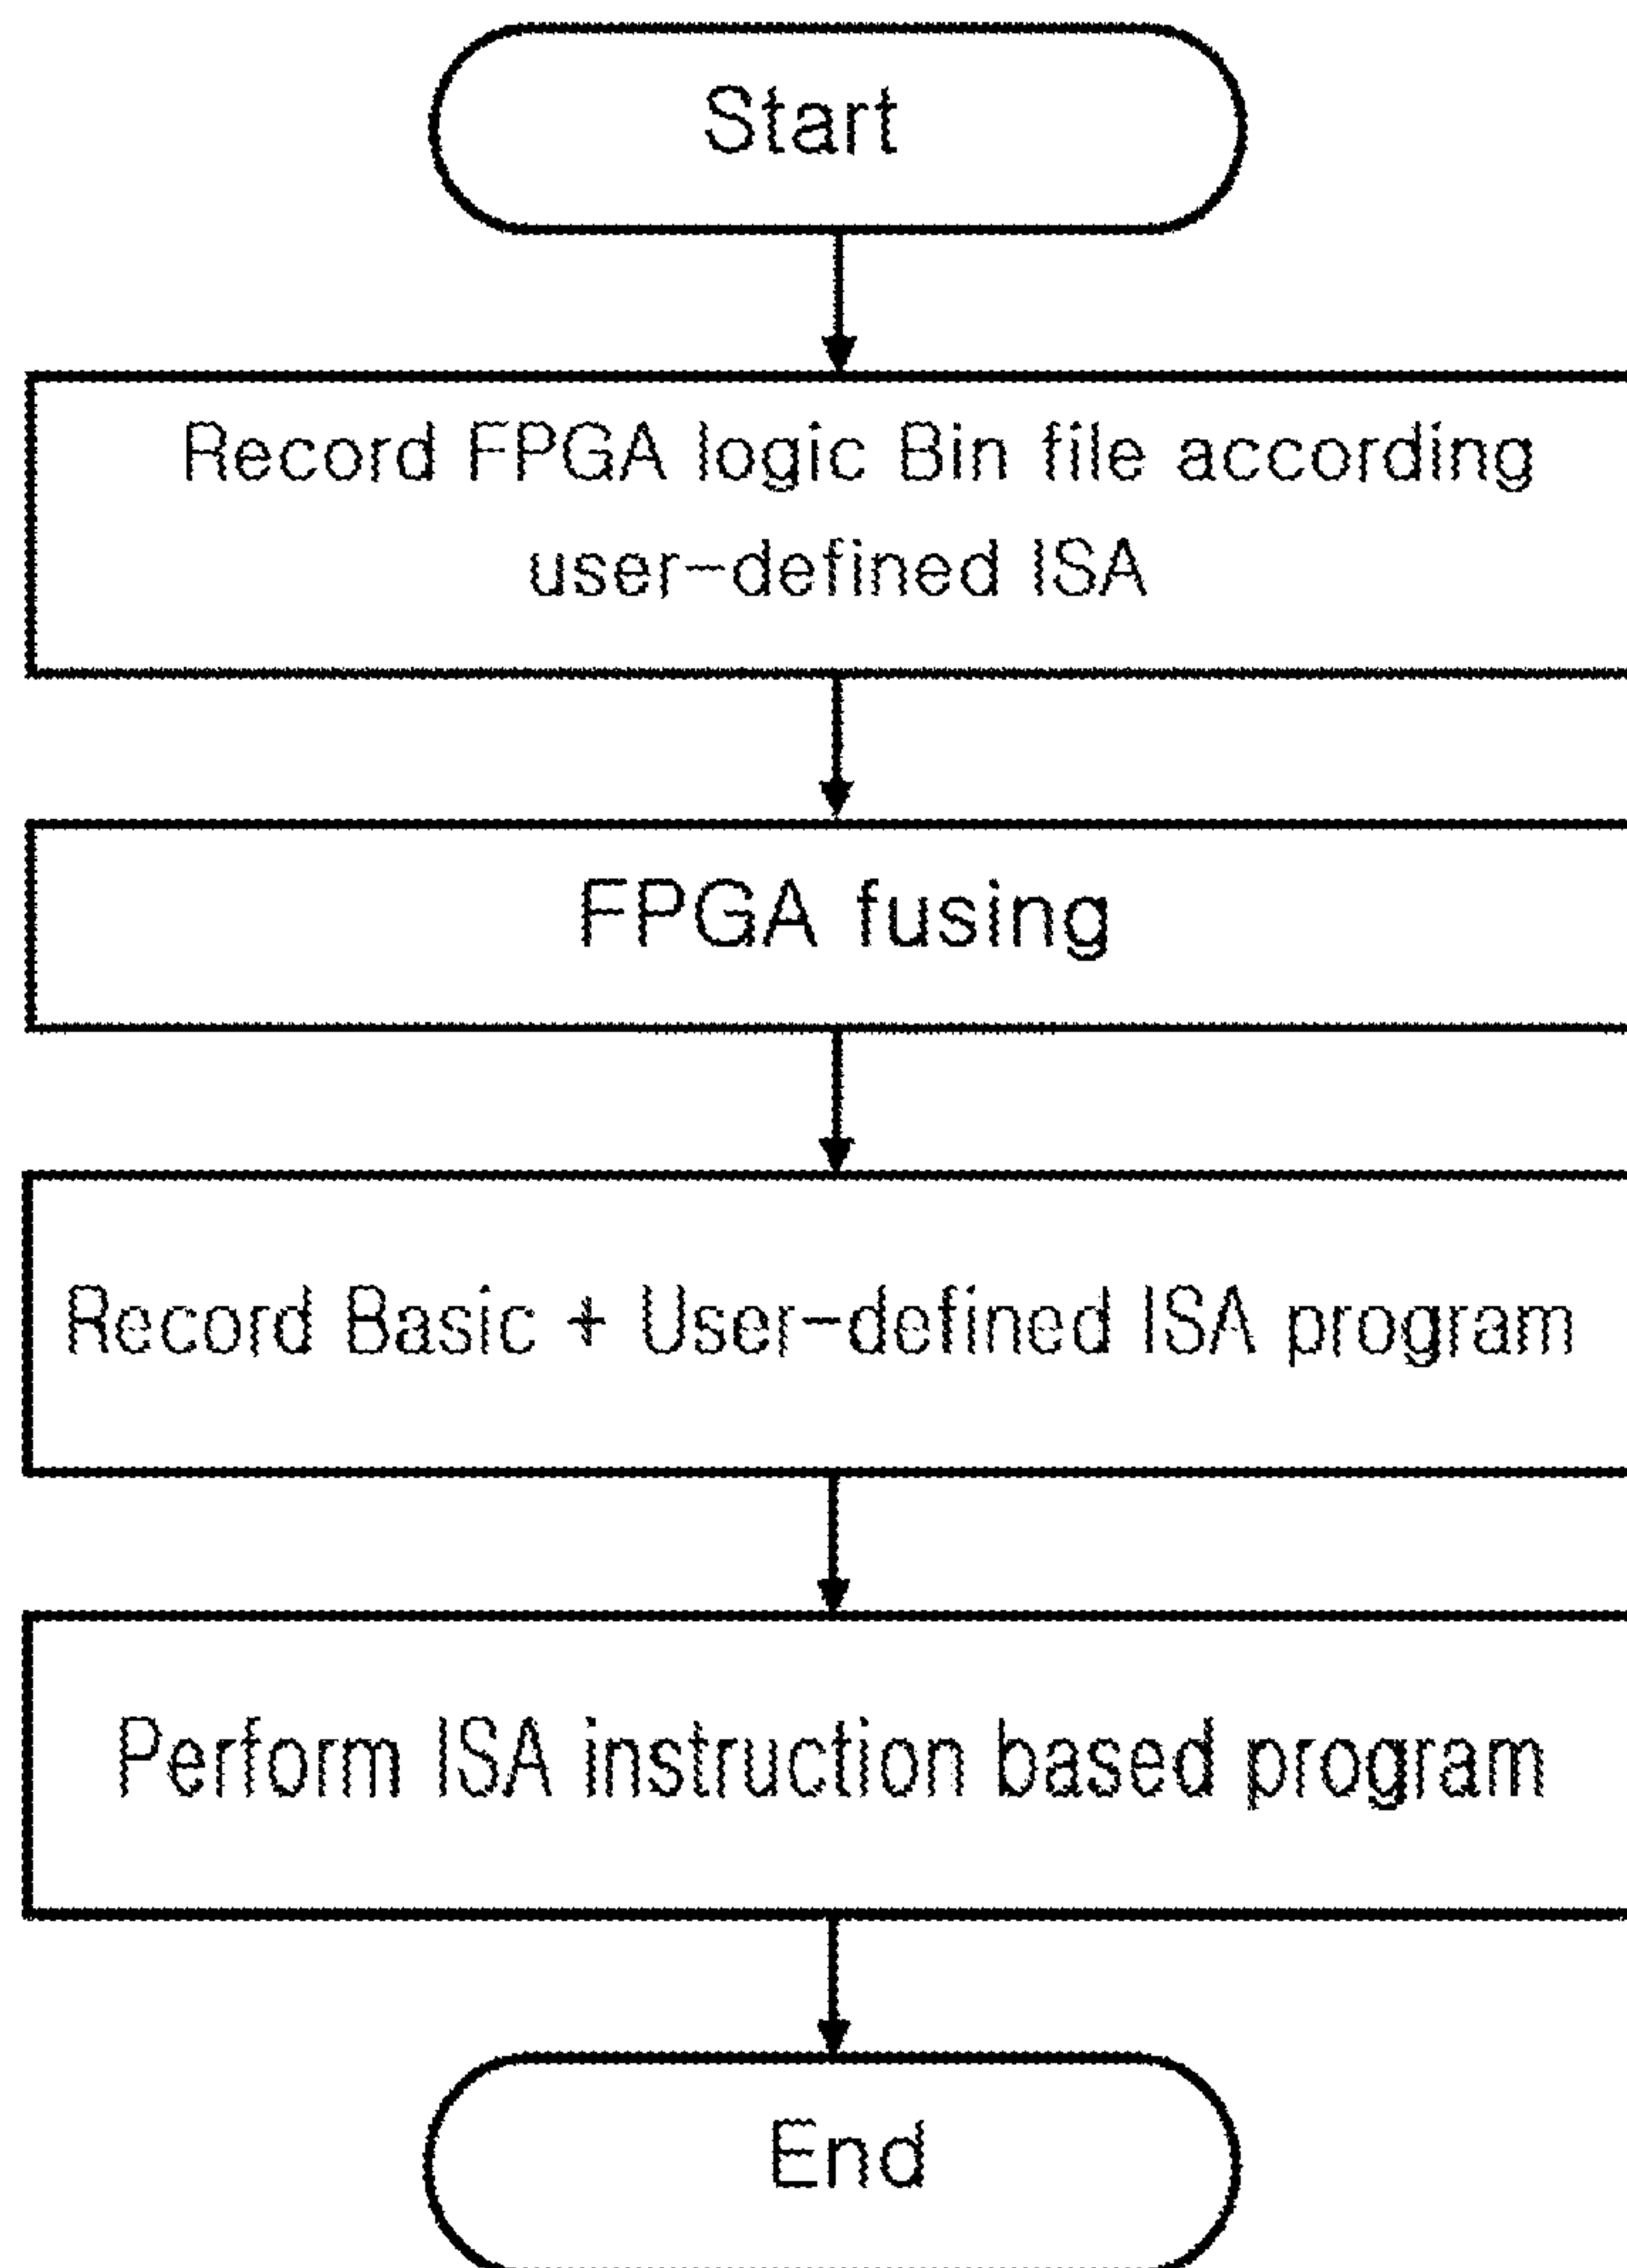 Start
Record FPGA logic Bin file according
user-defined ISA
FPGA fusing
Record Basic + User-defined ISA program
Perform ISA instruction based program
End